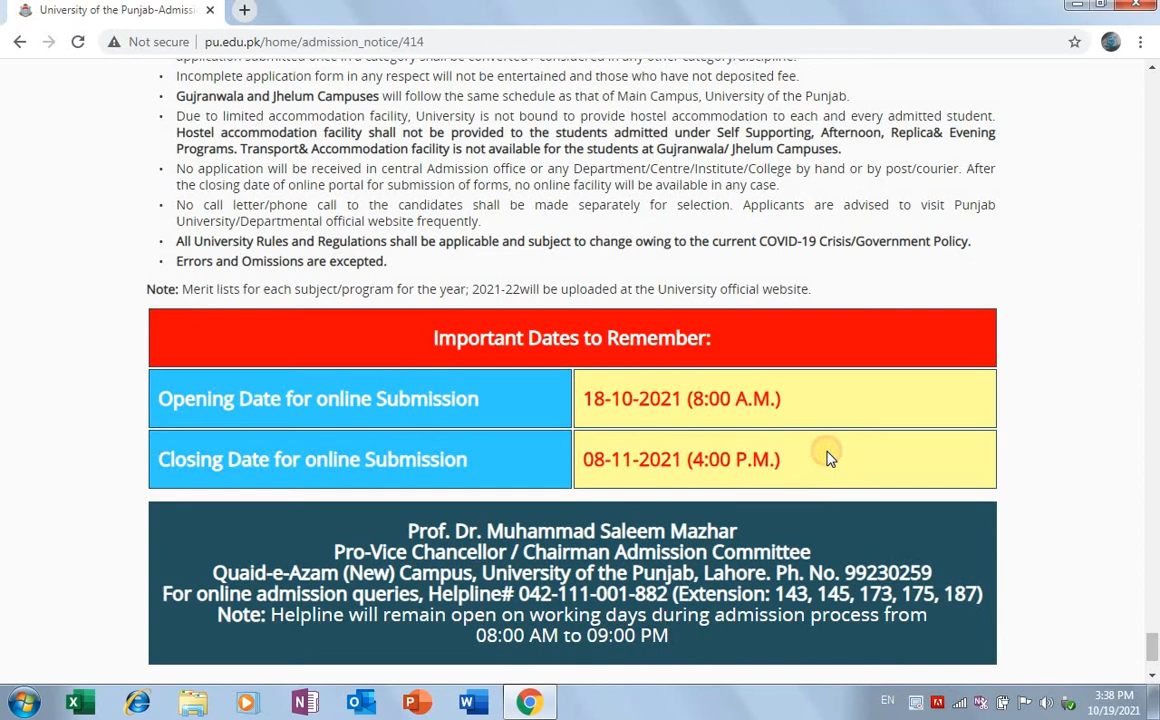 University of the Punjab-Admissi
Not secure
pu.edu.pk/home/admission_notice/414
application submitted once in a category shall be converted / considered in any other category/discipline.
• Incomplete application form in any respect will not be entertained and those who have not deposited fee.
• Gujranwala and Jhelum Campuses will follow the same schedule as that of Main Campus, University of the Punjab.
• Due to limited accommodation facility, University is not bound to provide hostel accommodation to each and every admitted student.
Hostel accommodation facility shall not be provided to the students admitted under Self Supporting, Afternoon, Replica& Evening
Programs. Transport& Accommodation facility is not available for the students at Gujranwala/ Jhelum Campuses.
• No application will be received in central Admission office or any Department/Centre/Institute/College by hand or by post/courier. After
the closing date of online portal for submission of forms, no online facility will be available in any case.
• No call letter/phone call to the candidates shall be made separately for selection. Applicants are advised to visit Punjab
University/Departmental official website frequently.
• All University Rules and Regulations shall be applicable and subject to change owing to the current COVID-19 Crisis/Government Policy.
• Errors and Omissions are excepted.
Note: Merit lists for each subject/program for the year; 2021-22will be uploaded at the University official website.
Important Dates to Remember:
Opening Date for online Submission
18-10-2021 (8:00 A.M.)
Closing Date for online Submission
08-11-2021 (4:00 P.M.)
Prof. Dr. Muhammad Saleem Mazhar
Pro-Vice Chancellor / Chairman Admission Committee
Quaid-e-Azam (New) Campus, University of the Punjab, Lahore. Ph. No. 99230259
For online admission queries, Helpline# 042-111-001-882 (Extension: 143, 145, 173, 175, 187)
Note: Helpline will remain open on working days during admission process from
08:00 AM to 09:00 PM
EN
3:38 PM
10/19/2021